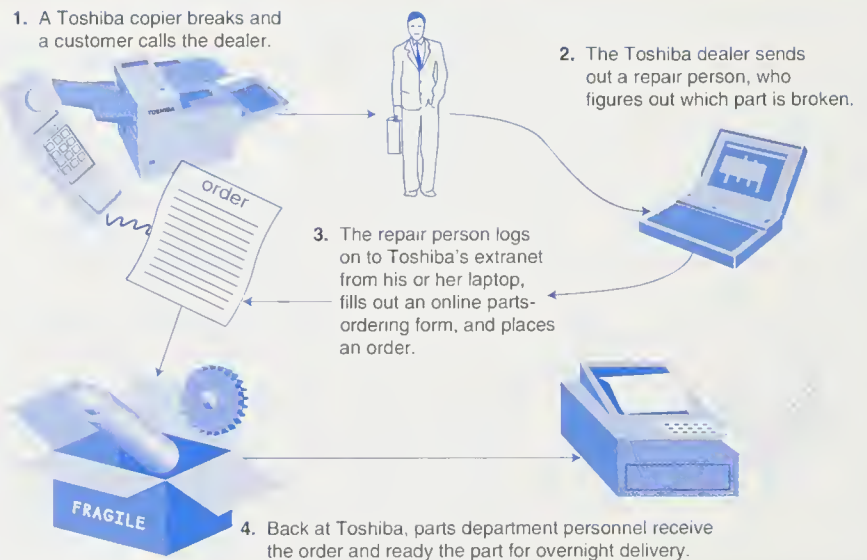 1. A Toshiba copier breaks and
a customer calls the dealer.
TOSHIBA
2. The Toshiba dealer sends
out a repair person, who
figures out which part is broken.
order
3. The repair person logs
on to Toshiba's extranet
from his or her laptop,
fills out an online parts-
ordering form, and places
an order.
FRAGILE
4. Back at Toshiba, parts department personnel receive
the order and ready the part for overnight delivery.